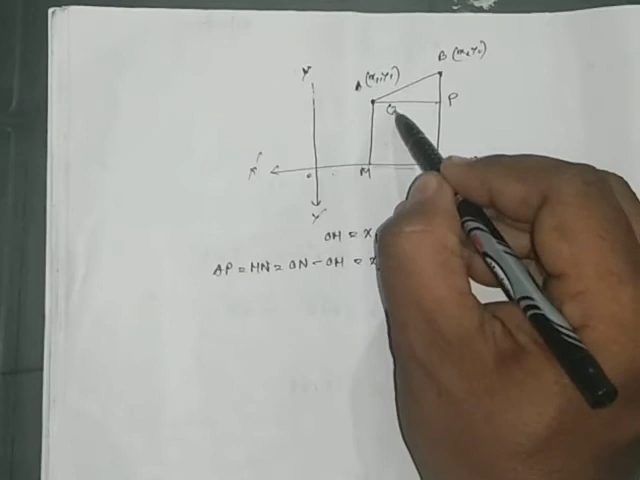 B (x₂, y₂)
A (x₁, y₁)
Y
P
X'
O
M
Y'
OM = x
AP = MN = ON - OM = x